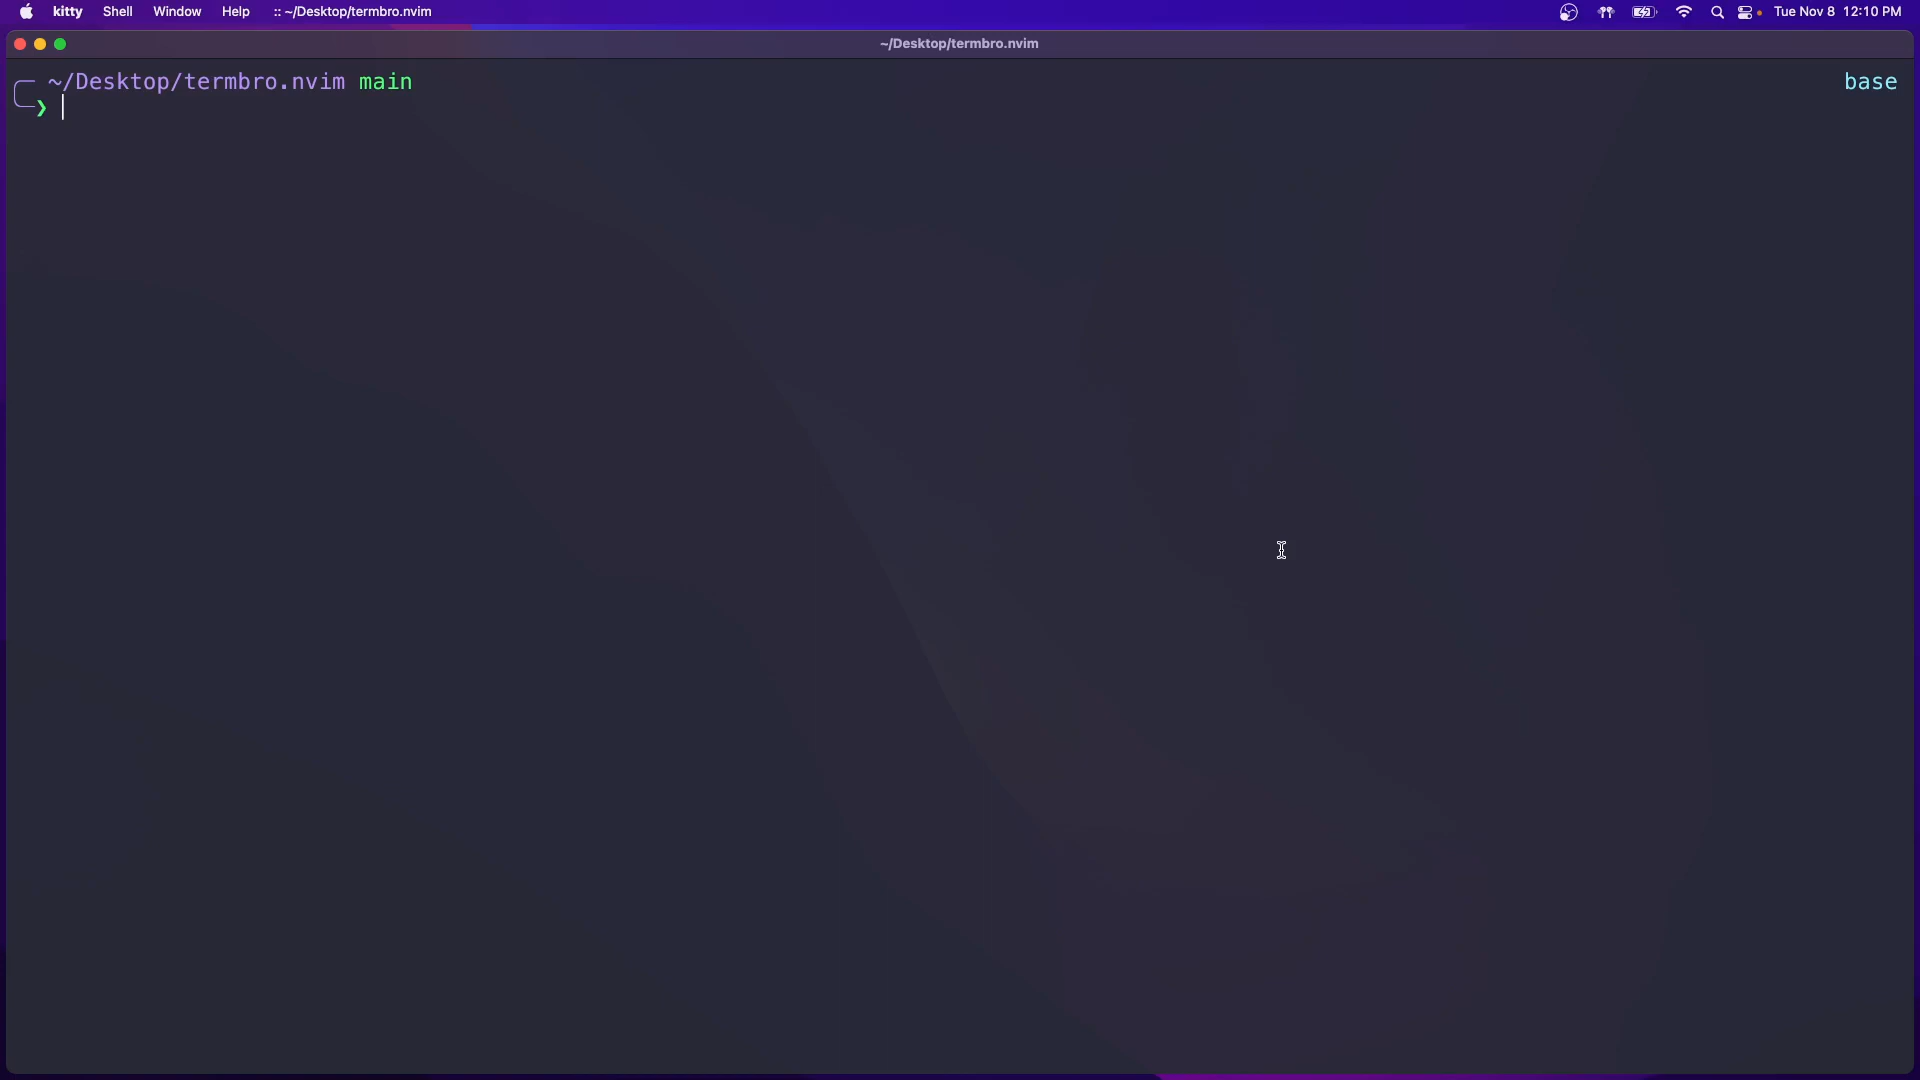 kitty Shell Window Help :: ~/Desktop/termbro.nvim Tue Nov 8 12:10 PM
~/Desktop/termbro.nvim
~/Desktop/termbro.nvim main base
❯